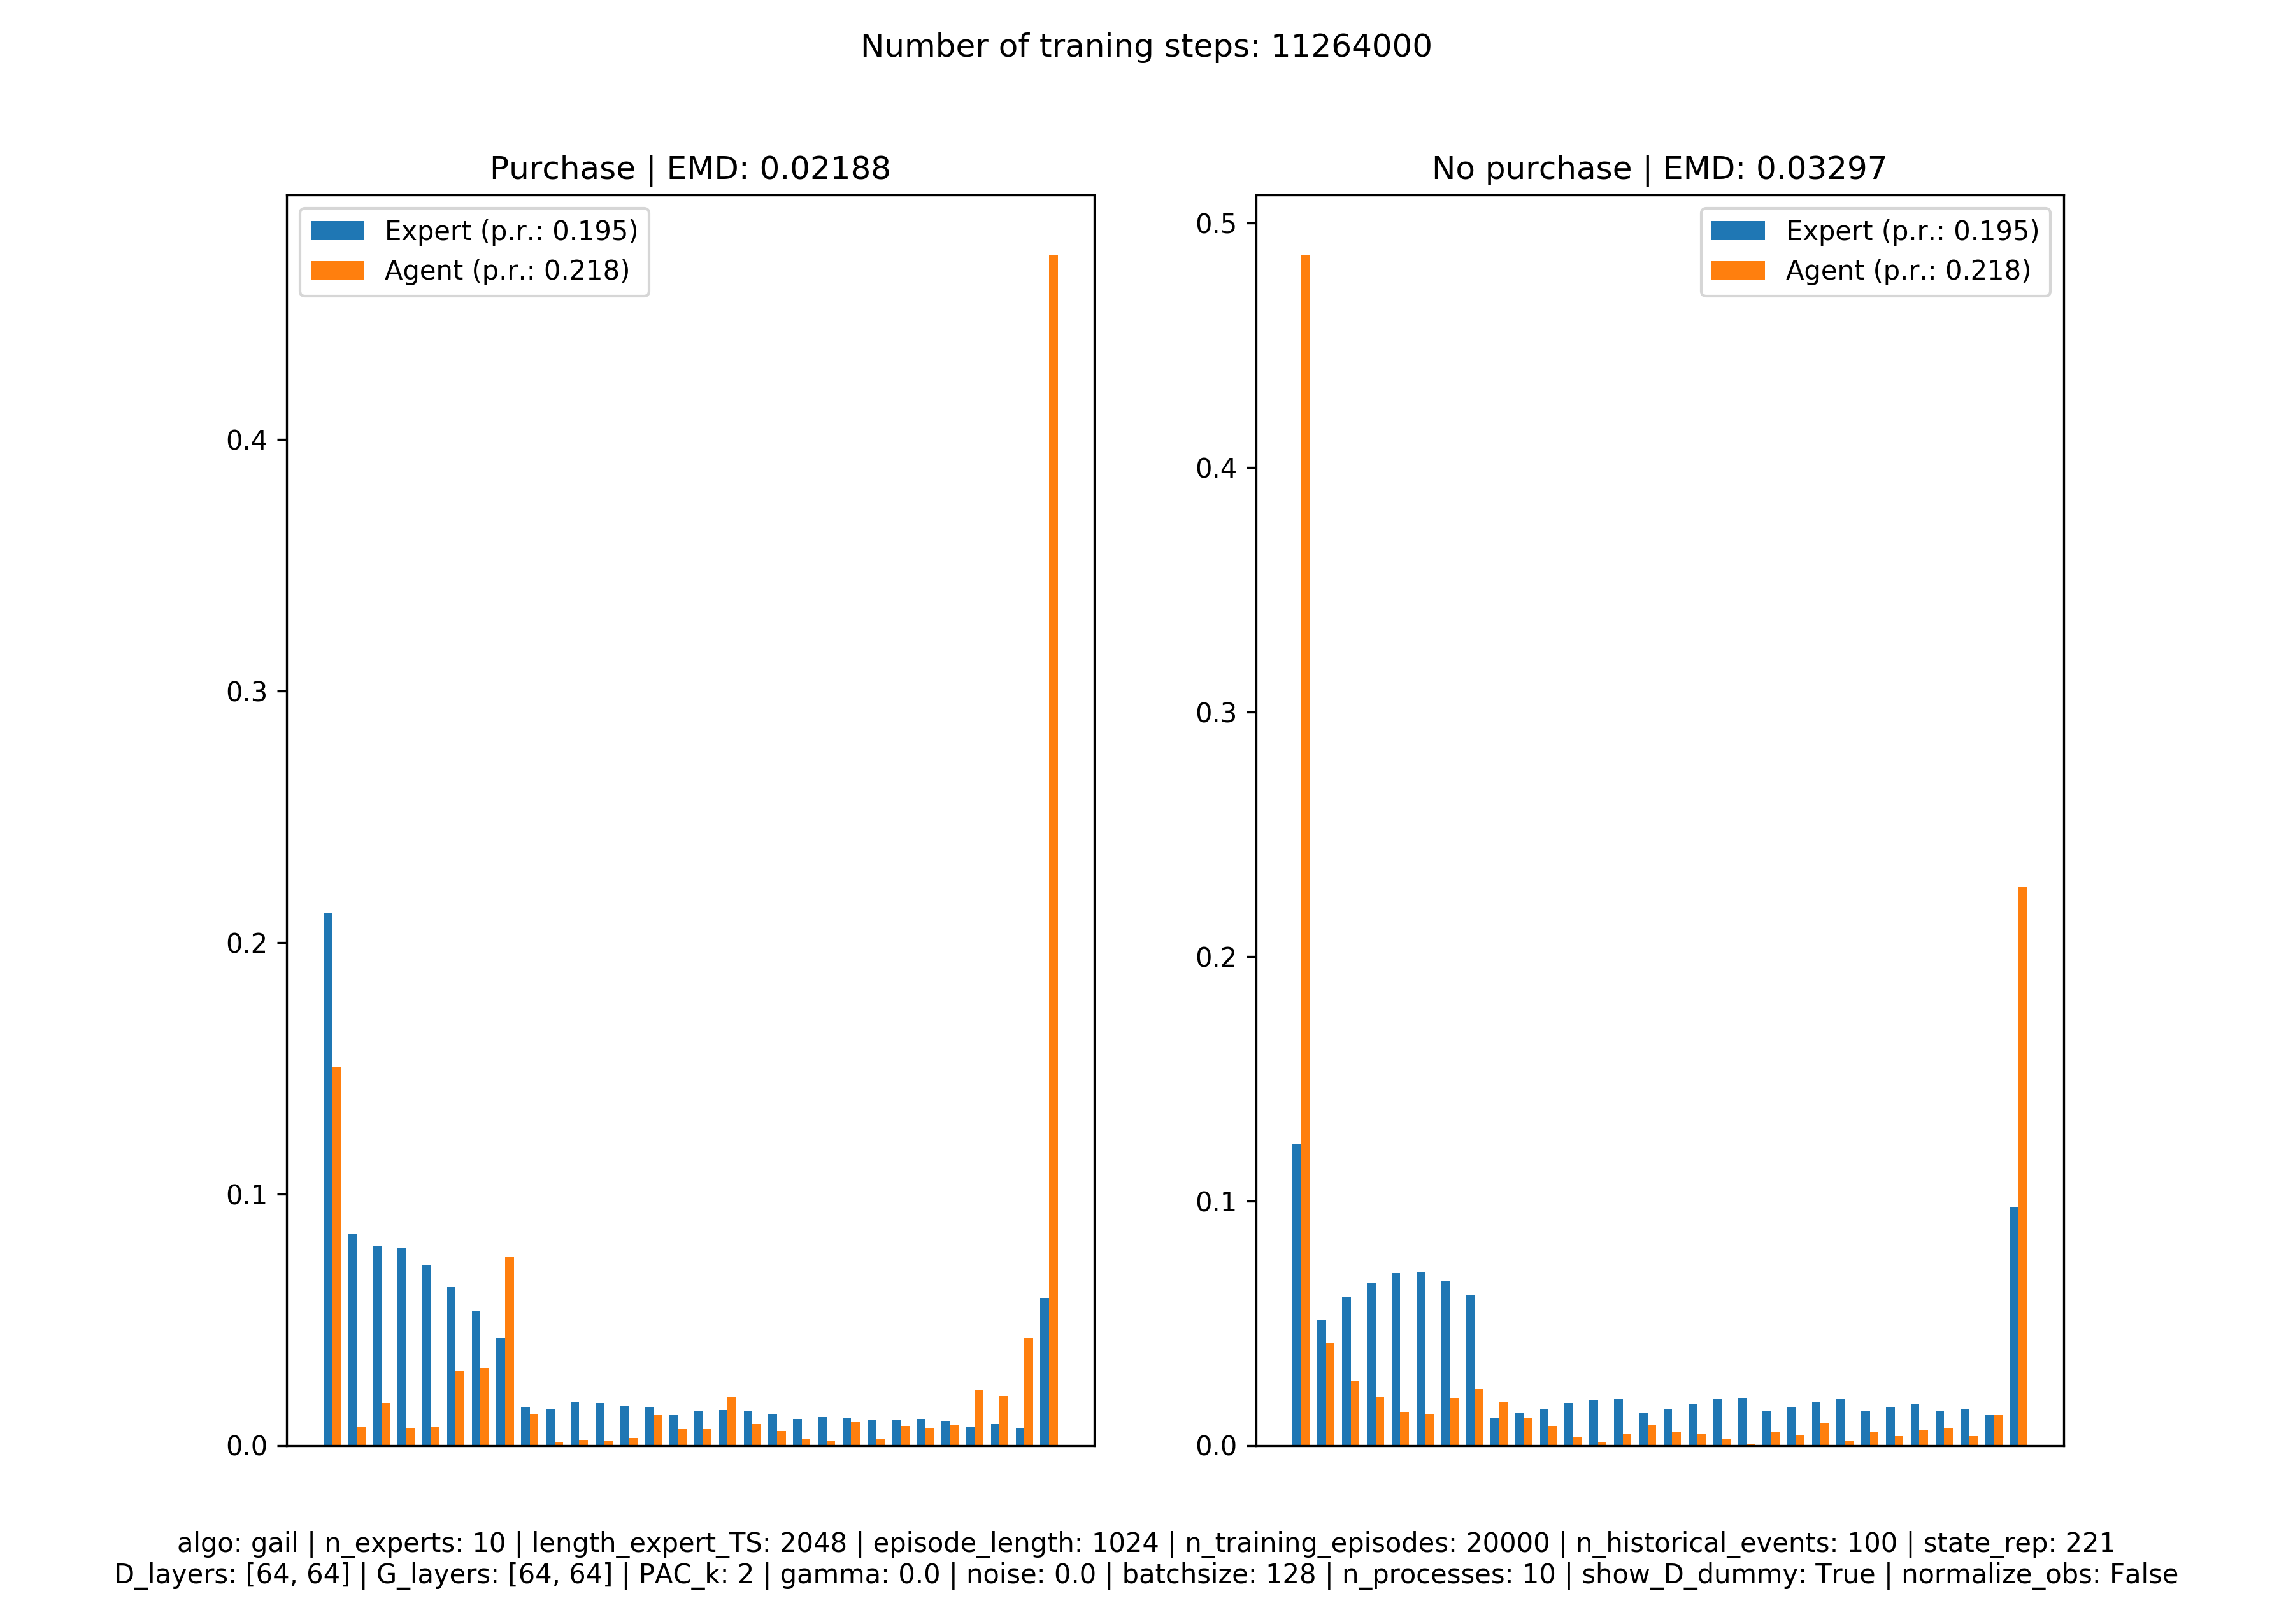 Number of traning steps: 11264000
Purchase | EMD: 0.02188
Expert (p.r.: 0.195)
Agent (p.r.: 0.218)
0.4
0.3
0.2
0.1
0.0
No purchase | EMD: 0.03297
Expert (p.r.: 0.195)
Agent (p.r.: 0.218)
0.5
0.4
0.3
0.2
0.1
0.0
algo: gail | n_experts: 10 | length_expert_TS: 2048 | episode_length: 1024 | n_training_episodes: 20000 | n_historical_events: 100 | state_rep: 221
D_layers: [64, 64] | G_layers: [64, 64] | PAC_k: 2 | gamma: 0.0 | noise: 0.0 | batchsize: 128 | n_processes: 10 | show_D_dummy: True | normalize_obs: False